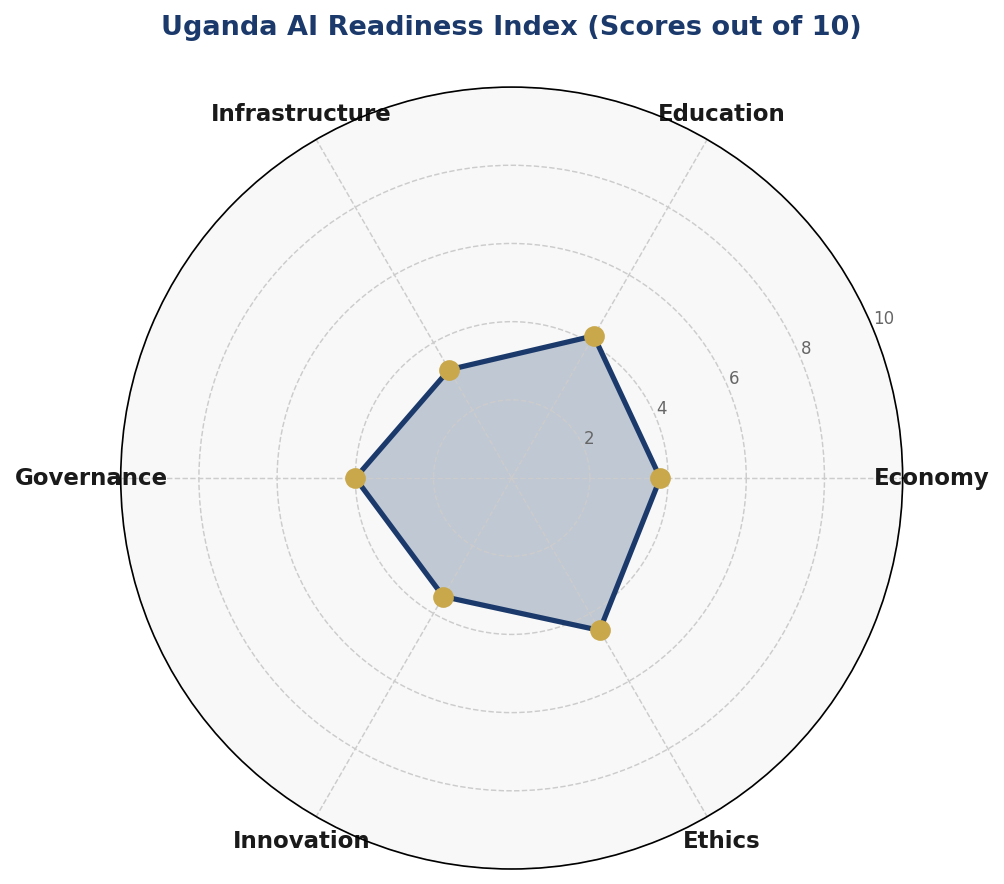 Uganda AI Readiness Index (Scores out of 10)
Infrastructure
Education
10
8
6
4
2
Governance
Economy
Innovation
Ethics